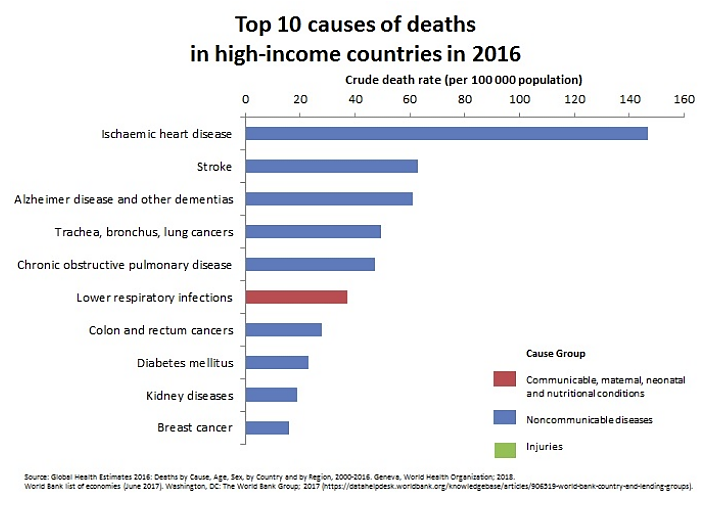 Top 10 causes of deaths
in high-income countries in 2016
Crude death rate (per 100 000 population)
0 20 40 60 80 100 120 140 160
Ischaemic heart disease
Stroke
Alzheimer disease and other dementias
Trachea, bronchus, lung cancers
Chronic obstructive pulmonary disease
Lower respiratory infections
Colon and rectum cancers
Diabetes mellitus
Kidney diseases
Breast cancer
Cause Group
Communicable, maternal, neonatal
and nutritional conditions
Noncommunicable diseases
Injuries
Source: Global Health Estimates 2016: Deaths by Cause, Age, Sex, by Country and by Region, 2000-2016. Geneva, World Health Organization; 2018.
World Bank list of economies (June 2017). Washington, DC: The World Bank Group; 2017 (https://datahelpdesk.worldbank.org/knowledgebase/articles/906519-world-bank-country-and-lending-groups).